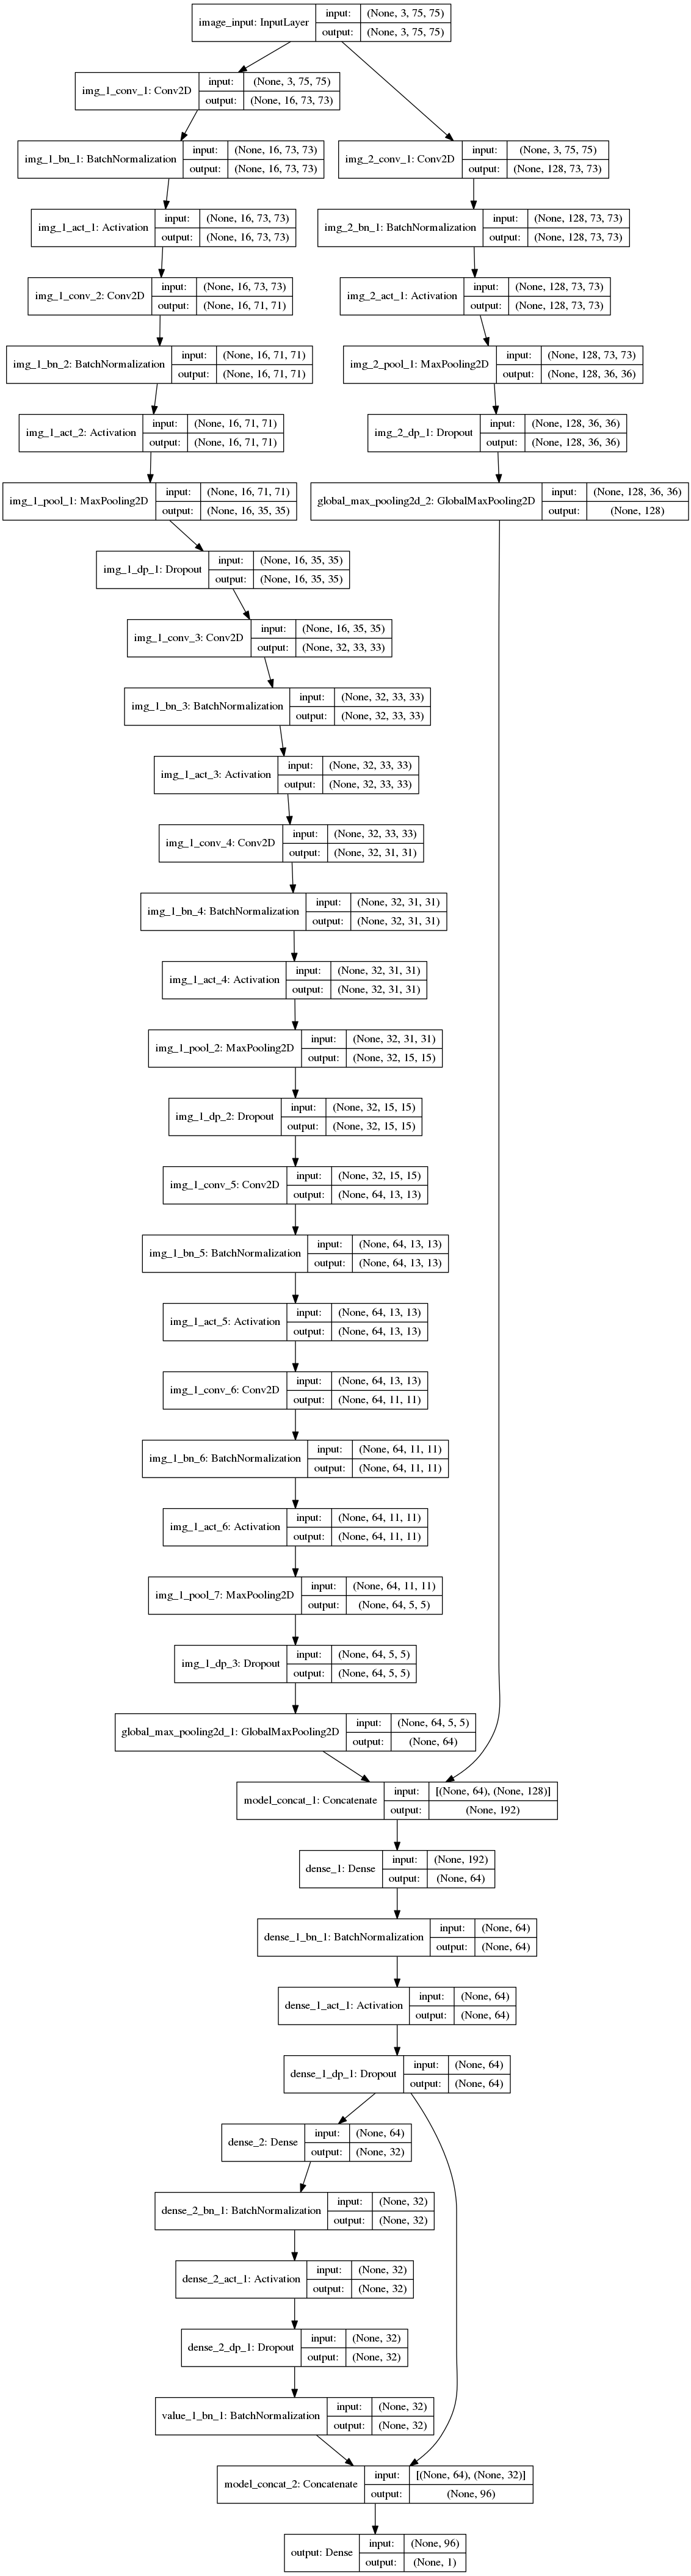 image_input: InputLayer
input: (None, 3, 75, 75)
output: (None, 3, 75, 75)
img_1_conv_1: Conv2D
input: (None, 3, 75, 75)
output: (None, 16, 73, 73)
img_1_bn_1: BatchNormalization
input: (None, 16, 73, 73)
output: (None, 16, 73, 73)
img_2_conv_1: Conv2D
input: (None, 3, 75, 75)
output: (None, 128, 73, 73)
img_1_act_1: Activation
input: (None, 16, 73, 73)
output: (None, 16, 73, 73)
img_2_bn_1: BatchNormalization
input: (None, 128, 73, 73)
output: (None, 128, 73, 73)
img_1_conv_2: Conv2D
input: (None, 16, 73, 73)
output: (None, 16, 71, 71)
img_2_act_1: Activation
input: (None, 128, 73, 73)
output: (None, 128, 73, 73)
img_1_bn_2: BatchNormalization
input: (None, 16, 71, 71)
output: (None, 16, 71, 71)
img_2_pool_1: MaxPooling2D
input: (None, 128, 73, 73)
output: (None, 128, 36, 36)
img_1_act_2: Activation
input: (None, 16, 71, 71)
output: (None, 16, 71, 71)
img_2_dp_1: Dropout
input: (None, 128, 36, 36)
output: (None, 128, 36, 36)
img_1_pool_1: MaxPooling2D
input: (None, 16, 71, 71)
output: (None, 16, 35, 35)
global_max_pooling2d_2: GlobalMaxPooling2D
input: (None, 128, 36, 36)
output: (None, 128)
img_1_dp_1: Dropout
input: (None, 16, 35, 35)
output: (None, 16, 35, 35)
img_1_conv_3: Conv2D
input: (None, 16, 35, 35)
output: (None, 32, 33, 33)
img_1_bn_3: BatchNormalization
input: (None, 32, 33, 33)
output: (None, 32, 33, 33)
img_1_act_3: Activation
input: (None, 32, 33, 33)
output: (None, 32, 33, 33)
img_1_conv_4: Conv2D
input: (None, 32, 33, 33)
output: (None, 32, 31, 31)
img_1_bn_4: BatchNormalization
input: (None, 32, 31, 31)
output: (None, 32, 31, 31)
img_1_act_4: Activation
input: (None, 32, 31, 31)
output: (None, 32, 31, 31)
img_1_pool_2: MaxPooling2D
input: (None, 32, 31, 31)
output: (None, 32, 15, 15)
img_1_dp_2: Dropout
input: (None, 32, 15, 15)
output: (None, 32, 15, 15)
img_1_conv_5: Conv2D
input: (None, 32, 15, 15)
output: (None, 64, 13, 13)
img_1_bn_5: BatchNormalization
input: (None, 64, 13, 13)
output: (None, 64, 13, 13)
img_1_act_5: Activation
input: (None, 64, 13, 13)
output: (None, 64, 13, 13)
img_1_conv_6: Conv2D
input: (None, 64, 13, 13)
output: (None, 64, 11, 11)
img_1_bn_6: BatchNormalization
input: (None, 64, 11, 11)
output: (None, 64, 11, 11)
img_1_act_6: Activation
input: (None, 64, 11, 11)
output: (None, 64, 11, 11)
img_1_pool_7: MaxPooling2D
input: (None, 64, 11, 11)
output: (None, 64, 5, 5)
img_1_dp_3: Dropout
input: (None, 64, 5, 5)
output: (None, 64, 5, 5)
global_max_pooling2d_1: GlobalMaxPooling2D
input: (None, 64, 5, 5)
output: (None, 64)
model_concat_1: Concatenate
input: [(None, 64), (None, 128)]
output: (None, 192)
dense_1: Dense
input: (None, 192)
output: (None, 64)
dense_1_bn_1: BatchNormalization
input: (None, 64)
output: (None, 64)
dense_1_act_1: Activation
input: (None, 64)
output: (None, 64)
dense_1_dp_1: Dropout
input: (None, 64)
output: (None, 64)
dense_2: Dense
input: (None, 64)
output: (None, 32)
dense_2_bn_1: BatchNormalization
input: (None, 32)
output: (None, 32)
dense_2_act_1: Activation
input: (None, 32)
output: (None, 32)
dense_2_dp_1: Dropout
input: (None, 32)
output: (None, 32)
value_1_bn_1: BatchNormalization
input: (None, 32)
output: (None, 32)
model_concat_2: Concatenate
input: [(None, 64), (None, 32)]
output: (None, 96)
output: Dense
input: (None, 96)
output: (None, 1)